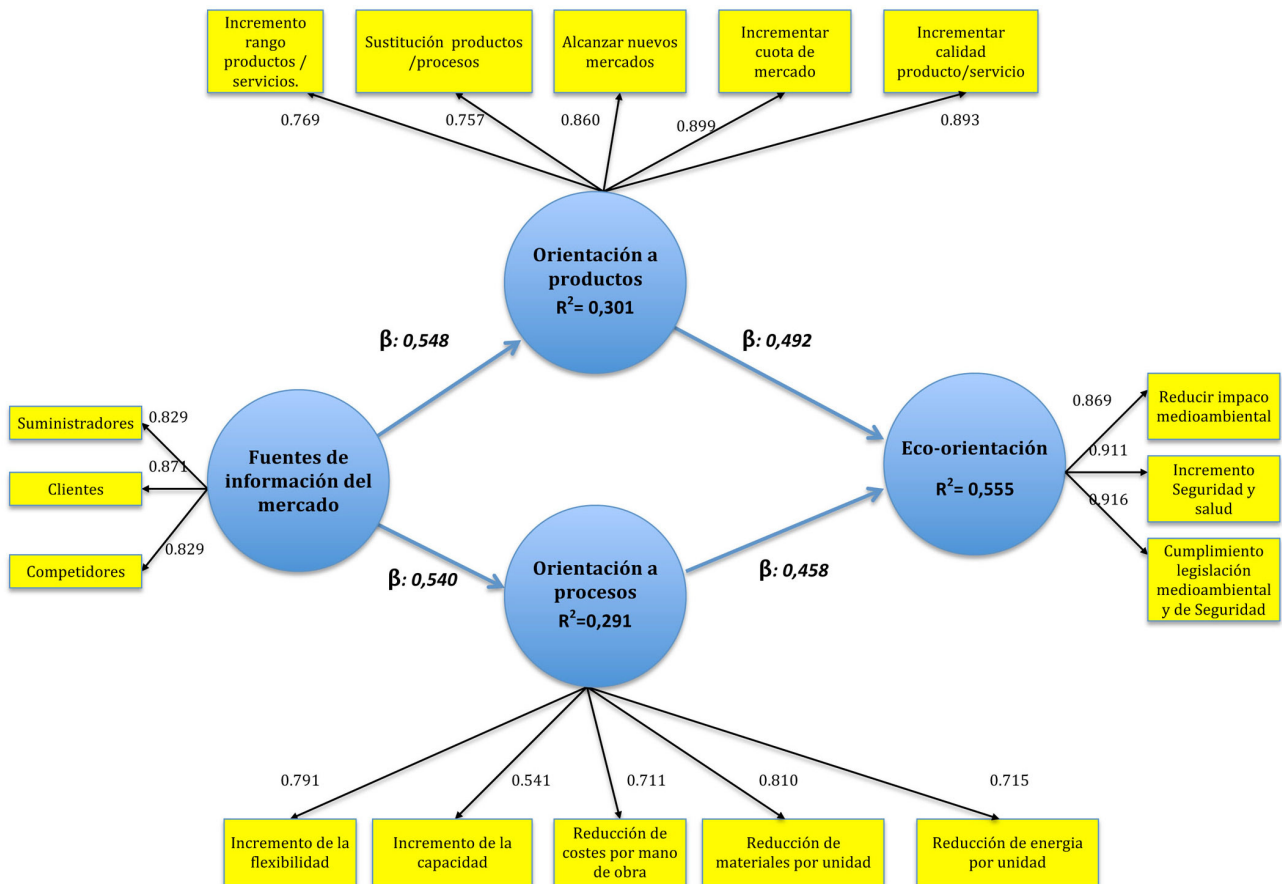 Incremento
rango
productos /
servicios.
Sustitución productos
/procesos
Alcanzar nuevos
mercados
Incrementar
cuota de
mercado
Incrementar
calidad
producto/servicio
0.769
0.757
0.860
0.899
0.893
Orientación a
productos
R²= 0,301
β: 0,548
β: 0,492
Suministradores
Clientes
Competidores
0.829
0.871
0.829
Fuentes de
información del
mercado
Eco-orientación
R²= 0,555
0.869
0.911
0.916
Reducir impaco
medioambiental
Incremento
Seguridad y
salud
Cumplimiento
legislación
medioambiental
y de Seguridad
β: 0,540
β: 0,458
Orientación a
procesos
R²=0,291
0.791
0.541
0.711
0.810
0.715
Incremento de la
flexibilidad
Incremento de la
capacidad
Reducción de
costes por mano
de obra
Reducción de
materiales por unidad
Reducción de energia
por unidad